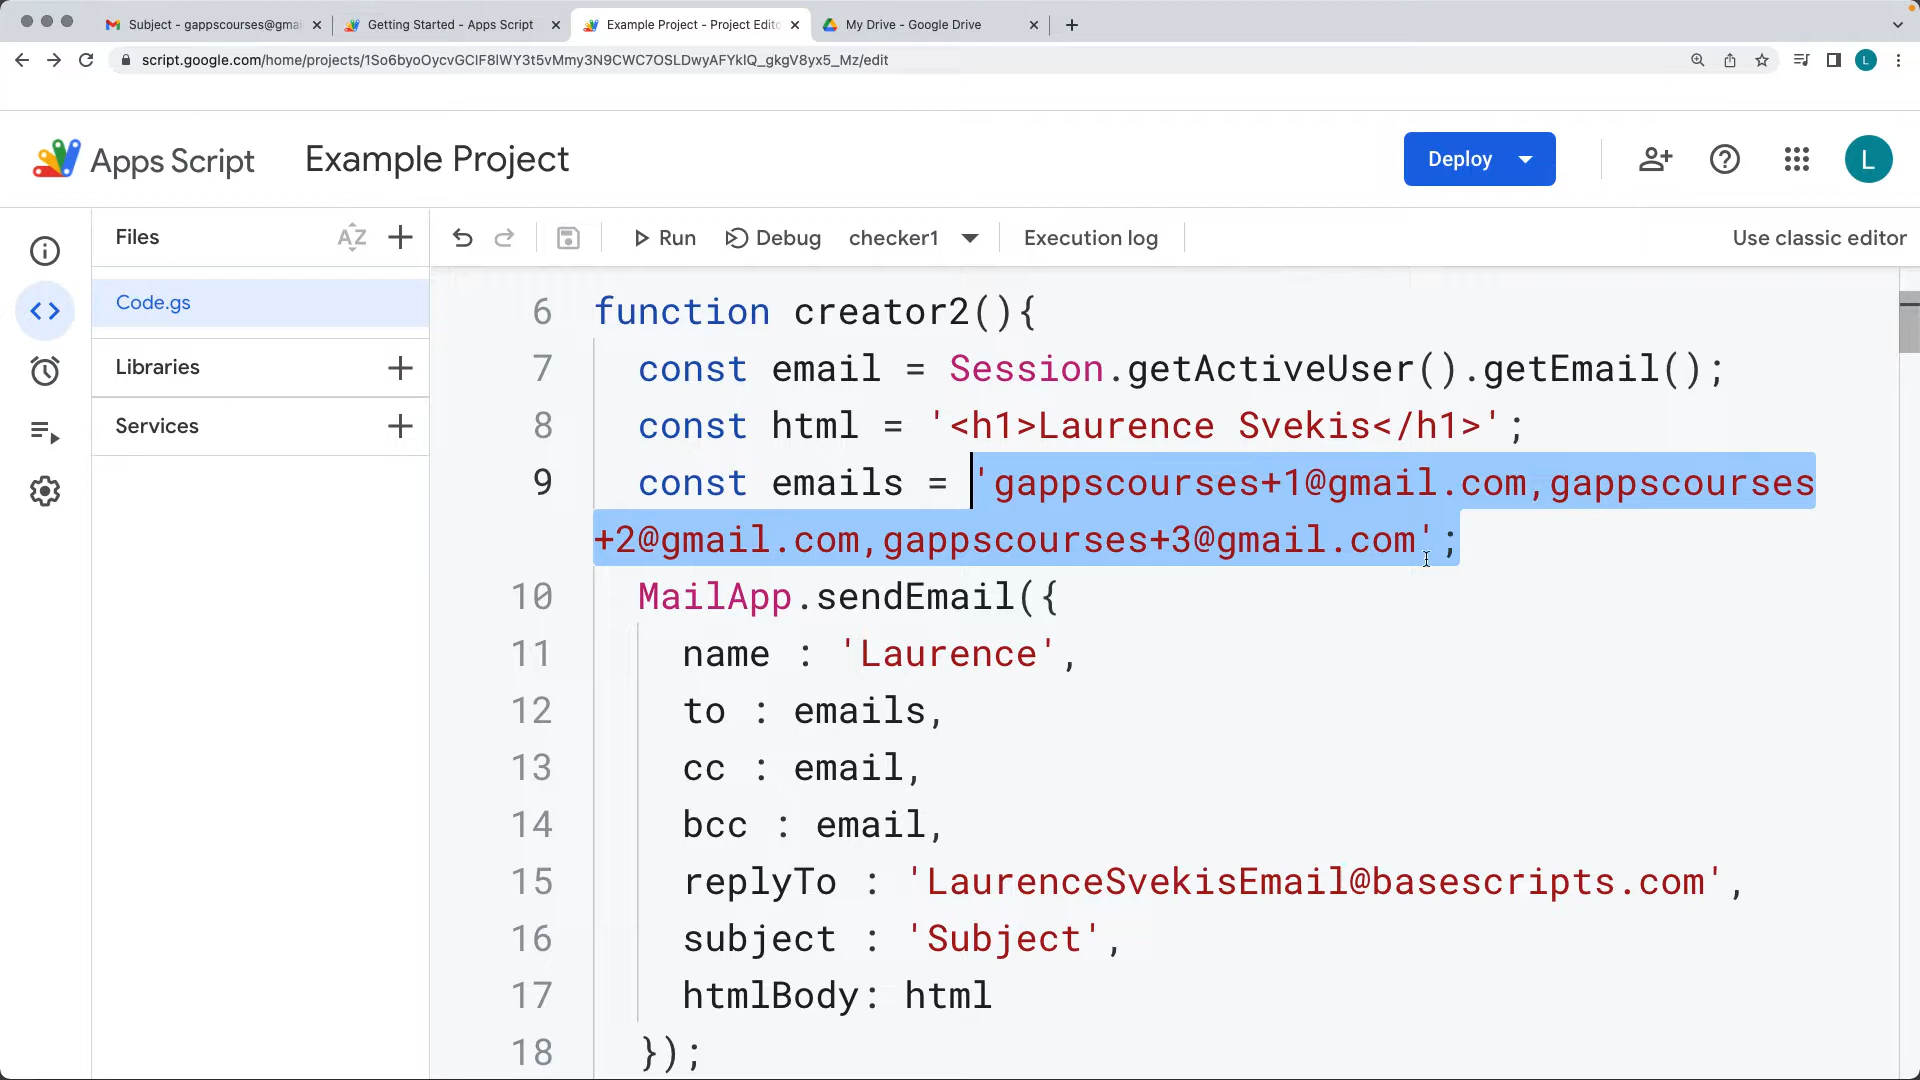 Subject - gappscourses@gmai
Getting Started - Apps Script
Example Project - Project Edito
My Drive - Google Drive
script.google.com/home/projects/1So6byoOycvGClF8lWY3t5vMmy3N9CWC7OSLDwyAFYklQ_gkgV8yx5_Mz/edit
L
Apps Script
Example Project
Deploy
L
Files
AZ
Run
Debug
checker1
Execution log
Use classic editor
Code.gs
Libraries
Services
6 function creator2(){
7 const email = Session.getActiveUser().getEmail();
8 const html = '<h1>Laurence Svekis</h1>';
9 const emails = 'gappscourses+1@gmail.com,gappscourses
+2@gmail.com,gappscourses+3@gmail.com';
10 MailApp.sendEmail({
11 name : 'Laurence',
12 to : emails,
13 cc : email,
14 bcc : email,
15 replyTo : 'LaurenceSvekisEmail@basescripts.com',
16 subject : 'Subject',
17 htmlBody: html
18 });